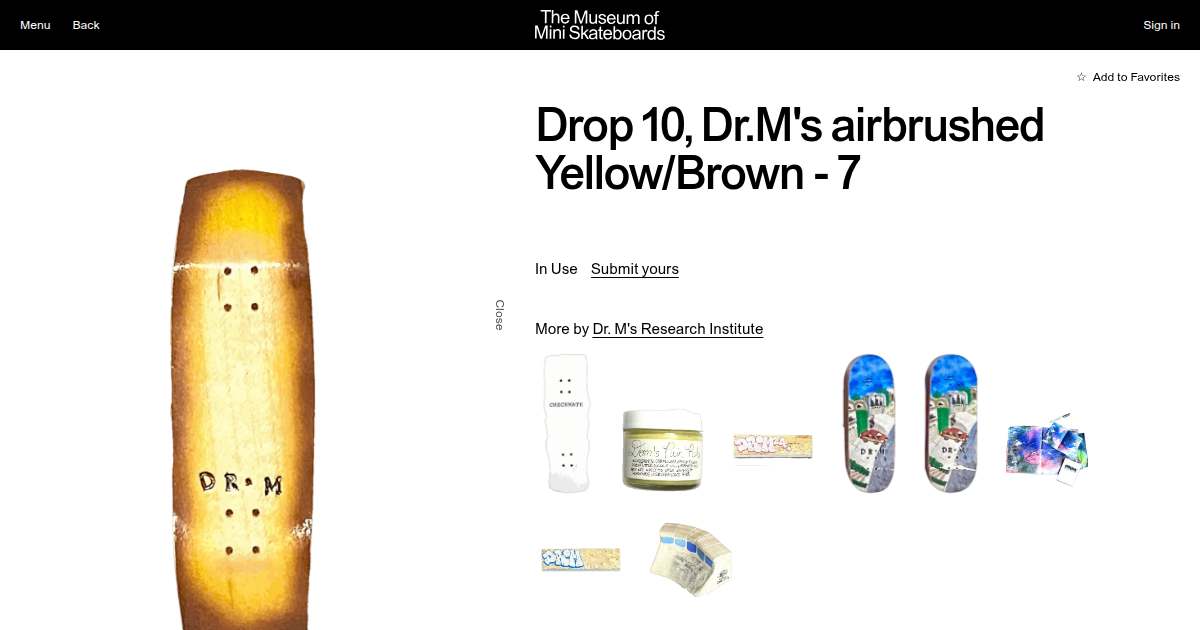 Menu
Back
The Museum of
Mini Skateboards
Sign in
☆ Add to Favorites
Drop 10, Dr.M's airbrushed
Yellow/Brown - 7
In Use
Submit yours
Close
More by Dr. M's Research Institute
DR. M
CHECKMATE
DR.M
DR.M